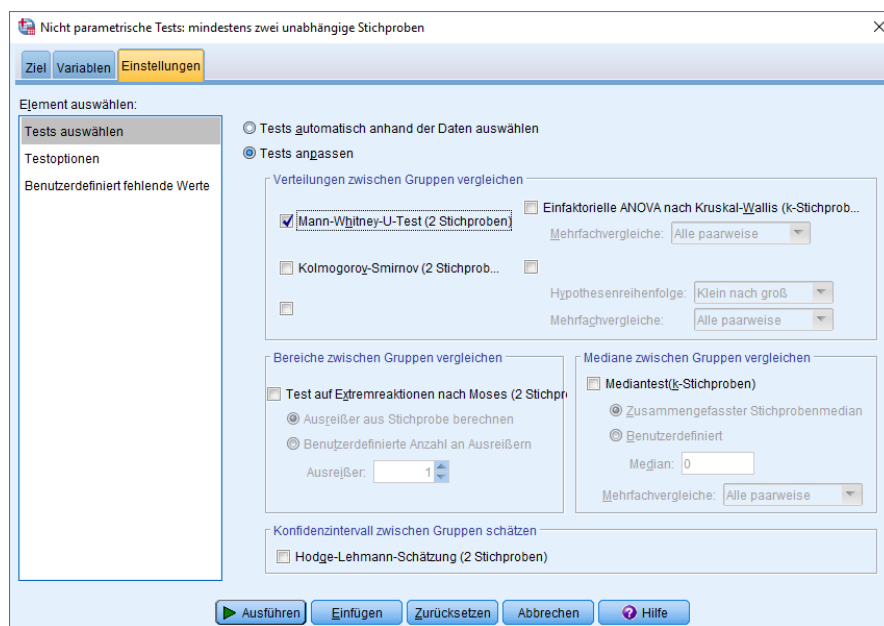 Nicht parametrische Tests: mindestens zwei unabhängige Stichproben
Ziel Variablen Einstellungen
Element auswählen:
Tests auswählen
Testoptionen
Benutzerdefiniert fehlende Werte
Tests automatisch anhand der Daten auswählen
Tests anpassen
Verteilungen zwischen Gruppen vergleichen
Mann-Whitney-U-Test (2 Stichproben)
Einfaktorielle ANOVA nach Kruskal-Wallis (k-Stichprob...
Mehrfachvergleiche: Alle paarweise
Kolmogorov-Smirnov (2 Stichprob...
Hypothesenreihenfolge: Klein nach groß
Mehrfachvergleiche: Alle paarweise
Bereiche zwischen Gruppen vergleichen
Test auf Extremreaktionen nach Moses (2 Stichpr
Ausreißer aus Stichprobe berechnen
Benutzerdefinierte Anzahl an Ausreißern
Ausreißer: 1
Mediane zwischen Gruppen vergleichen
Mediantest(k-Stichproben)
Zusammengefasster Stichprobenmedian
Benutzerdefiniert
Median: 0
Mehrfachvergleiche: Alle paarweise
Konfidenzintervall zwischen Gruppen schätzen
Hodge-Lehmann-Schätzung (2 Stichproben)
Ausführen Einfügen Zurücksetzen Abbrechen Hilfe